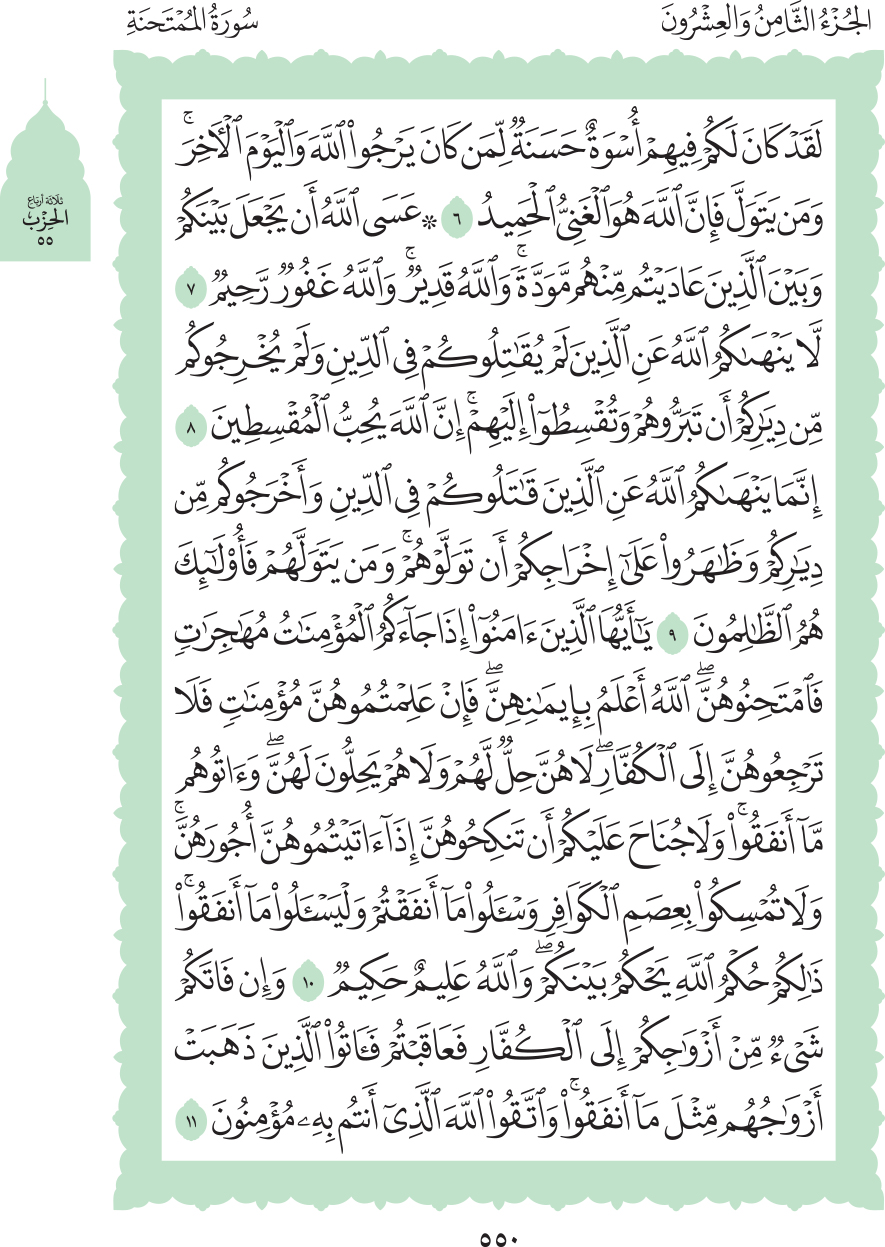 الجُزْءُ الثَّامِنُ وَالعِشْرُونَ
سُورَةُ المُمْتَحَنَةِ
لَقَدْ كَانَ لَكُمْ فِيهِمْ أُسْوَةٌ حَسَنَةٌ لِّمَن كَانَ يَرْجُوا۟ ٱللَّهَ وَٱلْيَوْمَ ٱلْـَٔاخِرَۚ
وَمَن يَتَوَلَّ فَإِنَّ ٱللَّهَ هُوَ ٱلْغَنِىُّ ٱلْحَمِيدُ ٦ ۞ عَسَى ٱللَّهُ أَن يَجْعَلَ بَيْنَكُمْ
وَبَيْنَ ٱلَّذِينَ عَادَيْتُم مِّنْهُم مَّوَدَّةًۚ وَٱللَّهُ قَدِيرٌۚ وَٱللَّهُ غَفُورٌ رَّحِيمٌ ٧
لَّا يَنْهَىٰكُمُ ٱللَّهُ عَنِ ٱلَّذِينَ لَمْ يُقَـٰتِلُوكُمْ فِى ٱلدِّينِ وَلَمْ يُخْرِجُوكُم
مِّن دِيَـٰرِكُمْ أَن تَبَرُّوهُمْ وَتُقْسِطُوٓا۟ إِلَيْهِمْۚ إِنَّ ٱللَّهَ يُحِبُّ ٱلْمُقْسِطِينَ ٨
إِنَّمَا يَنْهَىٰكُمُ ٱللَّهُ عَنِ ٱلَّذِينَ قَـٰتَلُوكُمْ فِى ٱلدِّينِ وَأَخْرَجُوكُم مِّن
دِيَـٰرِكُمْ وَظَـٰهَرُوا۟ عَلَىٰٓ إِخْرَاجِكُمْ أَن تَوَلَّوْهُمْۚ وَمَن يَتَوَلَّهُمْ فَأُو۟لَـٰٓئِكَ
هُمُ ٱلظَّـٰلِمُونَ ٩ يَـٰٓأَيُّهَا ٱلَّذِينَ ءَامَنُوٓا۟ إِذَا جَآءَكُمُ ٱلْمُؤْمِنَـٰتُ مُهَـٰجِرَٰتٍ
فَٱمْتَحِنُوهُنَّۖ ٱللَّهُ أَعْلَمُ بِإِيمَـٰنِهِنَّۖ فَإِنْ عَلِمْتُمُوهُنَّ مُؤْمِنَـٰتٍ فَلَا
تَرْجِعُوهُنَّ إِلَى ٱلْكُفَّارِۖ لَا هُنَّ حِلٌّ لَّهُمْ وَلَا هُمْ يَحِلُّونَ لَهُنَّۖ وَءَاتُوهُم
مَّآ أَنفَقُوا۟ۚ وَلَا جُنَاحَ عَلَيْكُمْ أَن تَنكِحُوهُنَّ إِذَآ ءَاتَيْتُمُوهُنَّ أُجُورَهُنَّۚ
وَلَا تُمْسِكُوا۟ بِعِصَمِ ٱلْكَوَافِرِ وَسْـَٔلُوا۟ مَآ أَنفَقْتُمْ وَلْيَسْـَٔلُوا۟ مَآ أَنفَقُوا۟ۚ
ذَٰلِكُمْ حُكْمُ ٱللَّهِ يَحْكُمُ بَيْنَكُمْۖ وَٱللَّهُ عَلِيمٌ حَكِيمٌ ١٠ وَإِن فَاتَكُمْ
شَىْءٌ مِّنْ أَزْوَٰجِكُمْ إِلَى ٱلْكُفَّارِ فَعَاقَبْتُمْ فَـَٔاتُوا۟ ٱلَّذِينَ ذَهَبَتْ
أَزْوَٰجُهُم مِّثْلَ مَآ أَنفَقُوا۟ۚ وَٱتَّقُوا۟ ٱللَّهَ ٱلَّذِىٓ أَنتُم بِهِۦ مُؤْمِنُونَ ١١
ثلاثة أرباع
الحِزْب
٥٥
٥٥٠